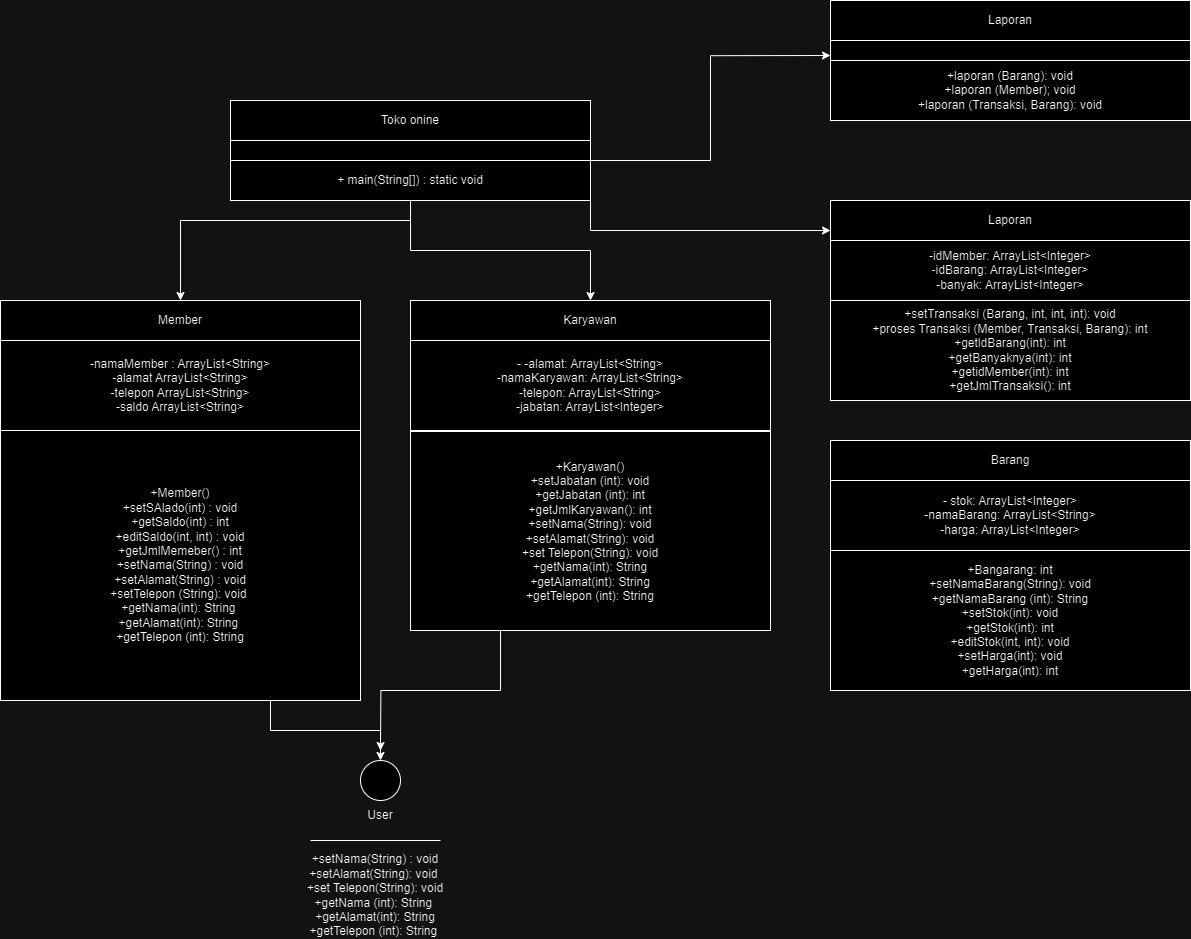 Laporan
+laporan (Barang): void
+laporan (Member); void
+laporan (Transaksi, Barang): void
Toko onine
+ main(String[]) : static void
Laporan
-idMember: ArrayList<Integer>
-idBarang: ArrayList<Integer>
-banyak: ArrayList<Integer>
+setTransaksi (Barang, int, int, int): void
+proses Transaksi (Member, Transaksi, Barang): int
+getIdBarang(int): int
+getBanyaknya(int): int
+getidMember(int): int
+getJmlTransaksi(): int
Member
-namaMember : ArrayList<String>
-alamat ArrayList<String>
-telepon ArrayList<String>
-saldo ArrayList<String>
+Member()
+setSAlado(int) : void
+getSaldo(int) : int
+editSaldo(int, int) : void
+getJmlMemeber() : int
+setNama(String) : void
+setAlamat(String) : void
+setTelepon (String): void
+getNama(int): String
+getAlamat(int): String
+getTelepon (int): String
Karyawan
- -alamat: ArrayList<String>
-namaKaryawan: ArrayList<String>
-telepon: ArrayList<String>
-jabatan: ArrayList<Integer>
+Karyawan()
+setJabatan (int): void
+getJabatan (int): int
+getJmlKaryawan(): int
+setNama(String): void
+setAlamat(String): void
+set Telepon(String): void
+getNama(int): String
+getAlamat(int): String
+getTelepon (int): String
Barang
- stok: ArrayList<Integer>
-namaBarang: ArrayList<String>
-harga: ArrayList<Integer>
+Bangarang: int
+setNamaBarang(String): void
+getNamaBarang (int): String
+setStok(int): void
+getStok(int): int
+editStok(int, int): void
+setHarga(int): void
+getHarga(int): int
User
+setNama(String) : void
+setAlamat(String): void
+set Telepon(String): void
+getNama (int): String
+getAlamat(int): String
+getTelepon (int): String